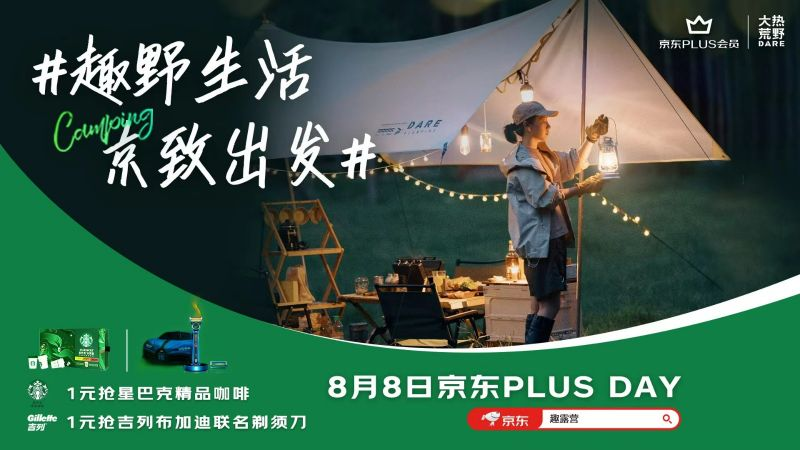 #趣野生活
Camping
京致出发#
京东PLUS会员
大热
荒野
DARE
DARE
1元抢星巴克精品咖啡
Gillette
吉列
1元抢吉列布加迪联名剃须刀
8月8日京东PLUS DAY
京东
趣露营